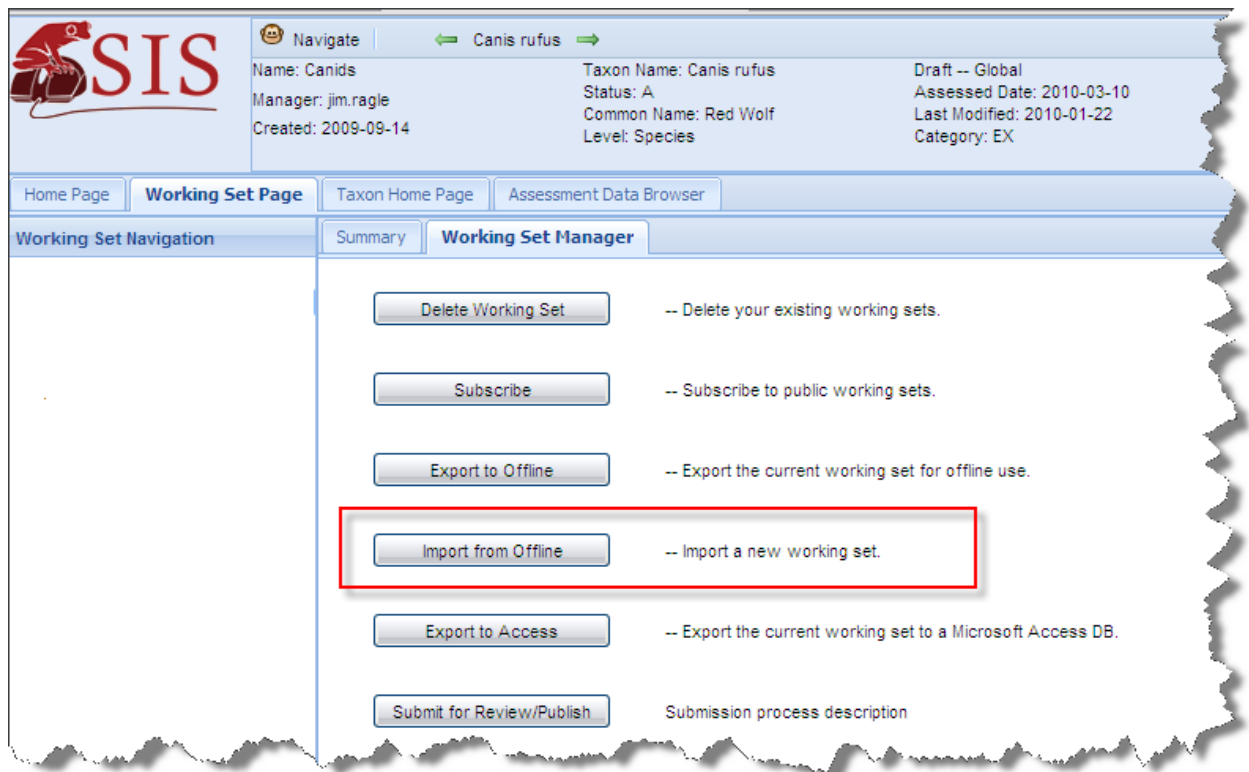 SIS
Navigate
Canis rufus
Name: Canids
Manager: jim.ragle
Created: 2009-09-14
Taxon Name: Canis rufus
Status: A
Common Name: Red Wolf
Level: Species
Draft -- Global
Assessed Date: 2010-03-10
Last Modified: 2010-01-22
Category: EX
Home Page Working Set Page Taxon Home Page Assessment Data Browser
Working Set Navigation
Summary Working Set Manager
Delete Working Set -- Delete your existing working sets.
Subscribe -- Subscribe to public working sets.
Export to Offline -- Export the current working set for offline use.
Import from Offline -- Import a new working set.
Export to Access -- Export the current working set to a Microsoft Access DB.
Submit for Review/Publish Submission process description